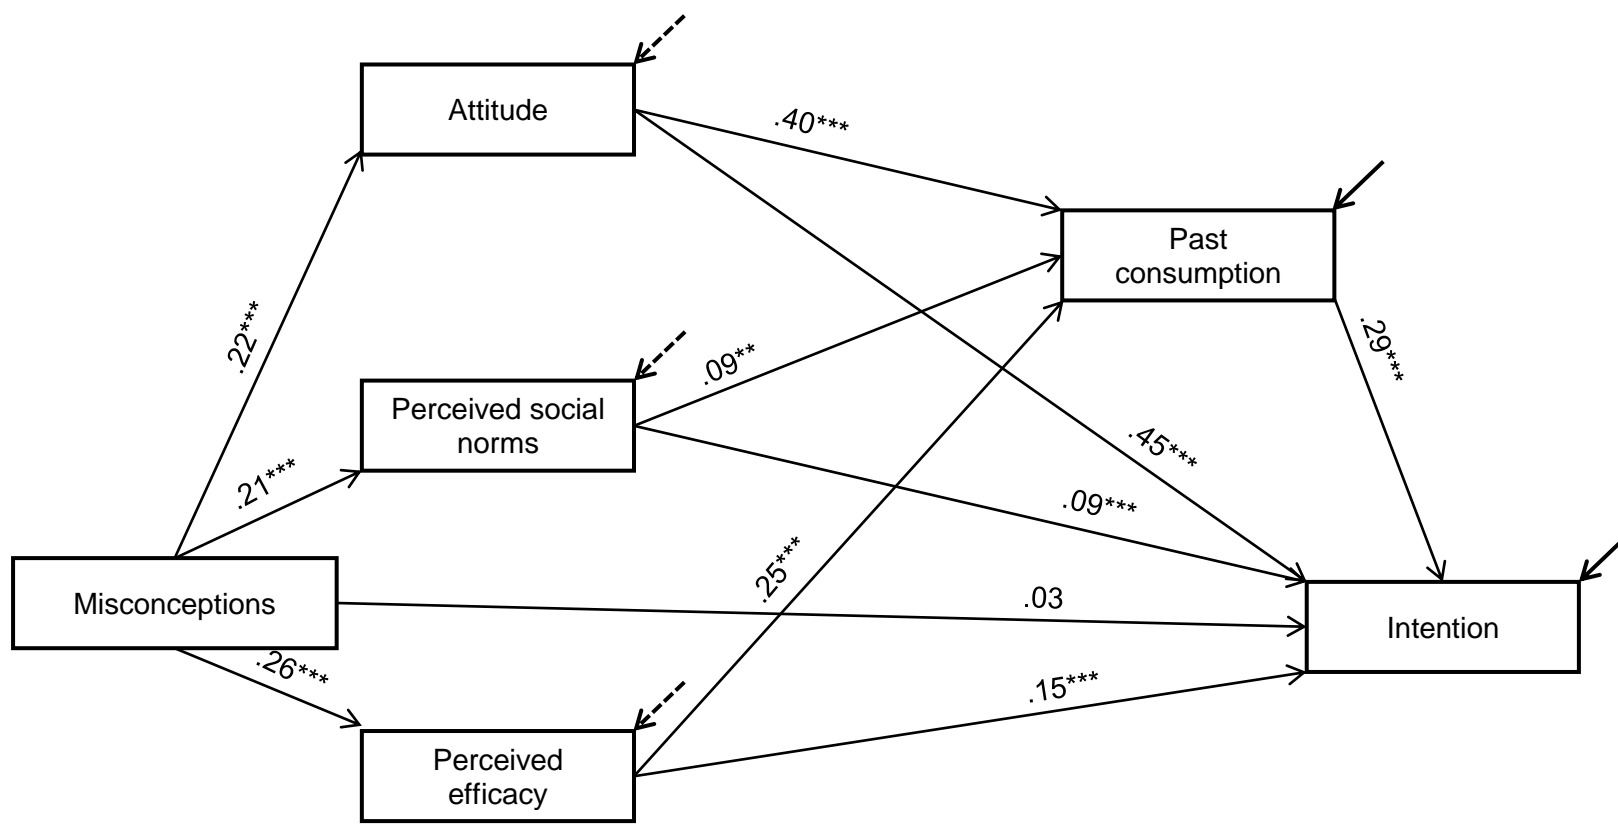 Attitude
.40***
Past
consumption
.22***
.29***
.09**
Perceived social
norms
.45***
.21***
.09***
.25***
Misconceptions
.03
Intention
.26***
.15***
Perceived
efficacy